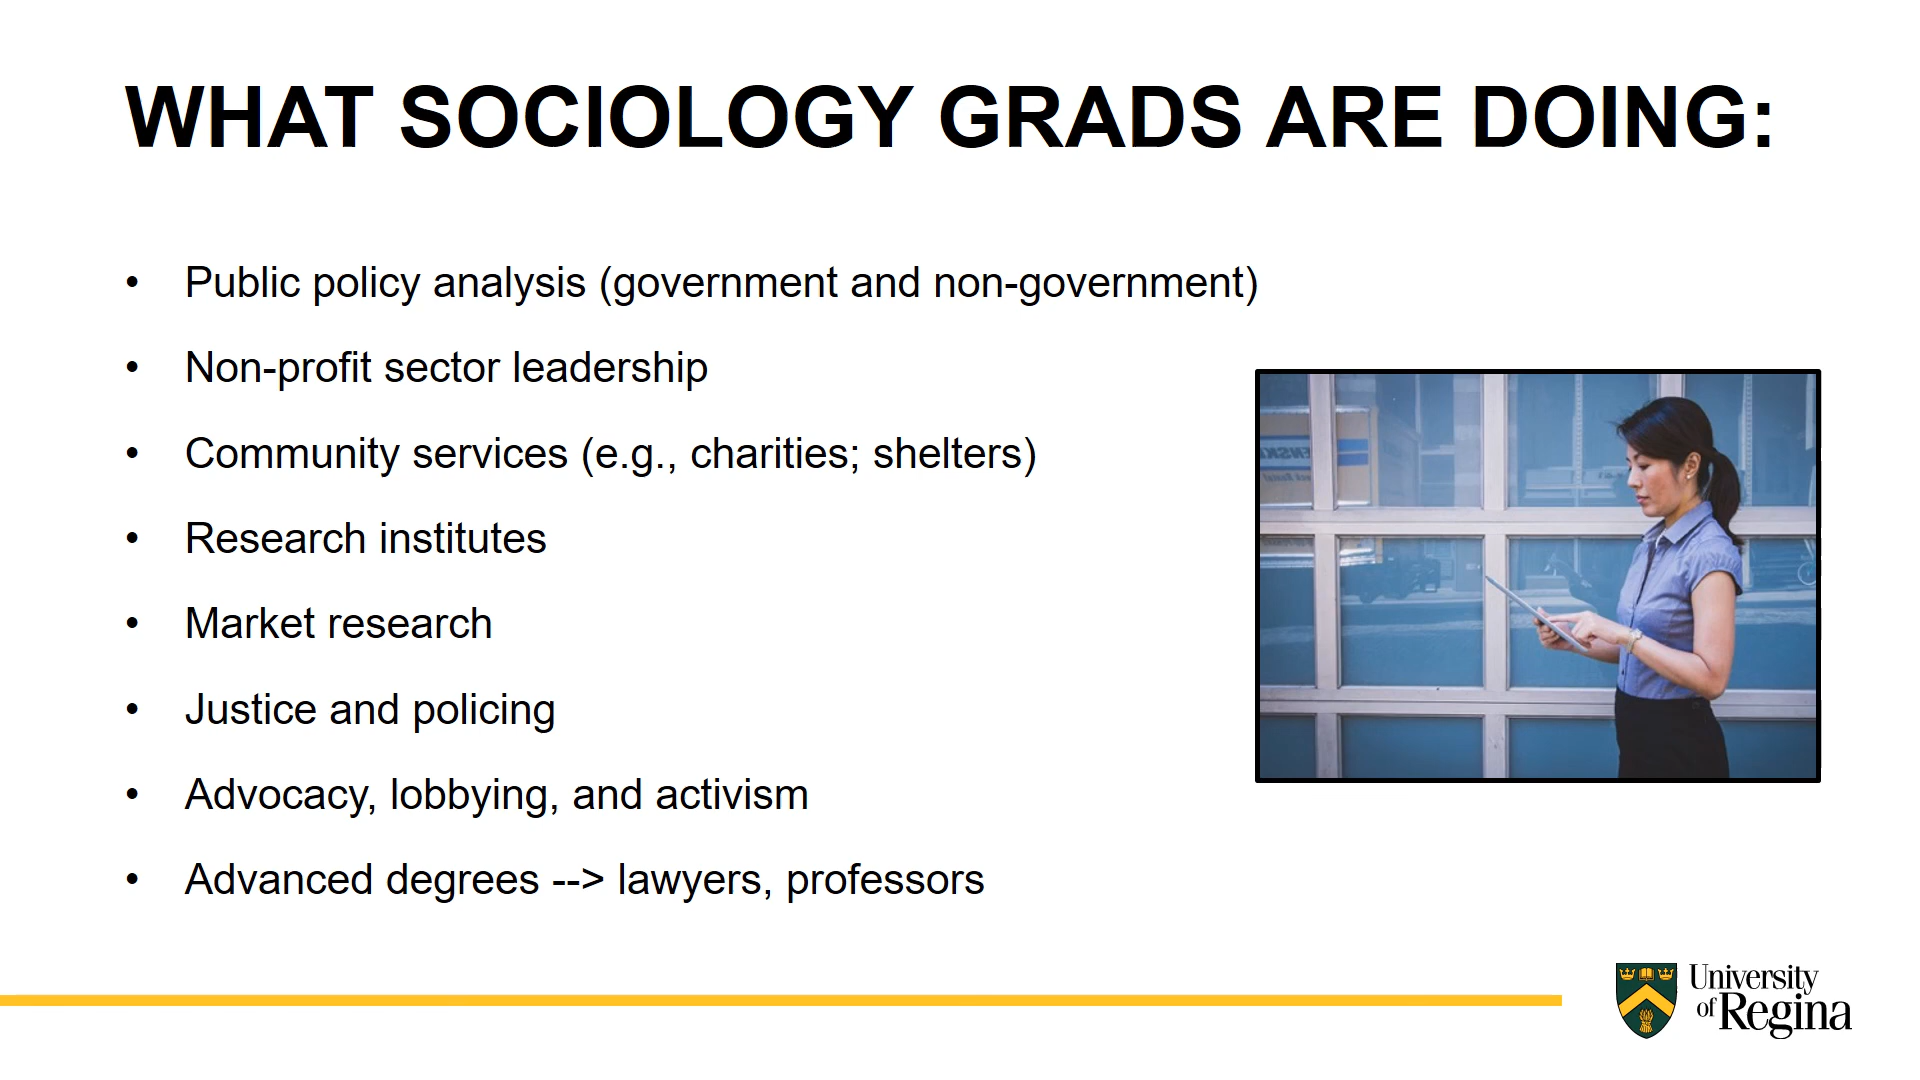 WHAT SOCIOLOGY GRADS ARE DOING:
• Public policy analysis (government and non-government)
• Non-profit sector leadership
• Community services (e.g., charities; shelters)
• Research institutes
• Market research
• Justice and policing
• Advocacy, lobbying, and activism
• Advanced degrees --> lawyers, professors
University
of Regina